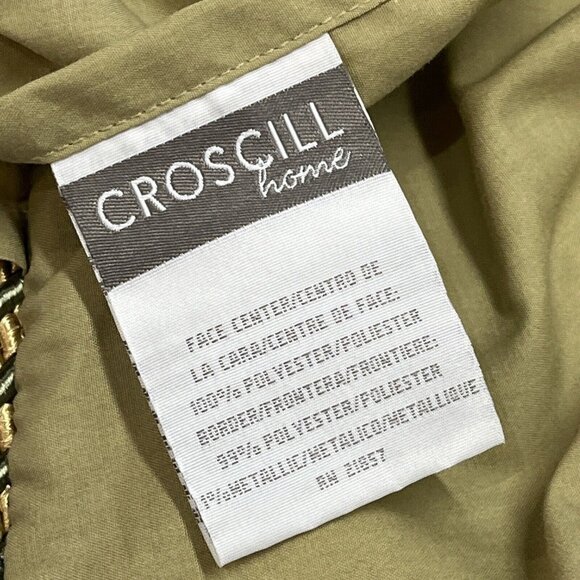 CROSCILL
home
FACE CENTER/CENTRO DE
LA CARA/CENTRE DE FACE:
100% POLYESTER/POLIESTER
BORDER/FRONTERA/FRONTIERE:
99% POLYESTER/POLIESTER
1%METALLIC/METALICO/METALLIQUE
RN 21857